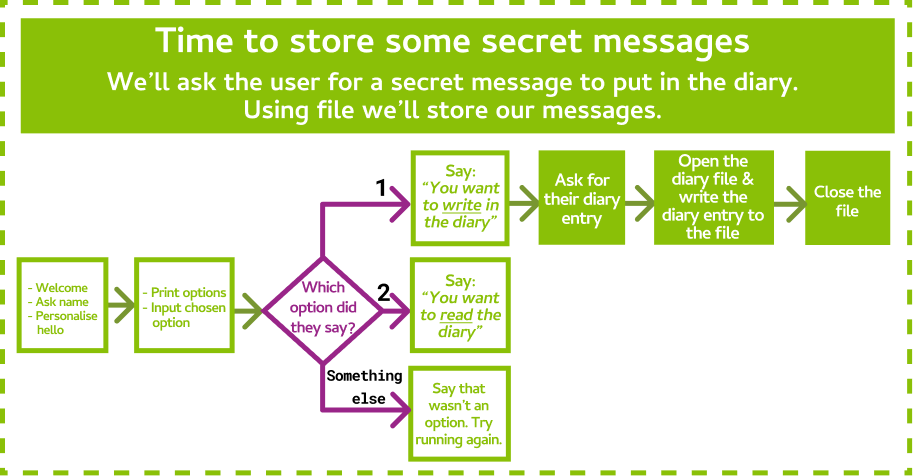 Time to store some secret messages
We’ll ask the user for a secret message to put in the diary.
Using file we’ll store our messages.
- Welcome
- Ask name
- Personalise
hello
- Print options
- Input chosen
option
Which
option did
they say?
1
Say:
“You want
to write in
the diary”
Ask for
their diary
entry
Open the
diary file &
write the
diary entry to
the file
Close the
file
2
Say:
“You want
to read the
diary”
Something
else
Say that
wasn’t an
option. Try
running again.